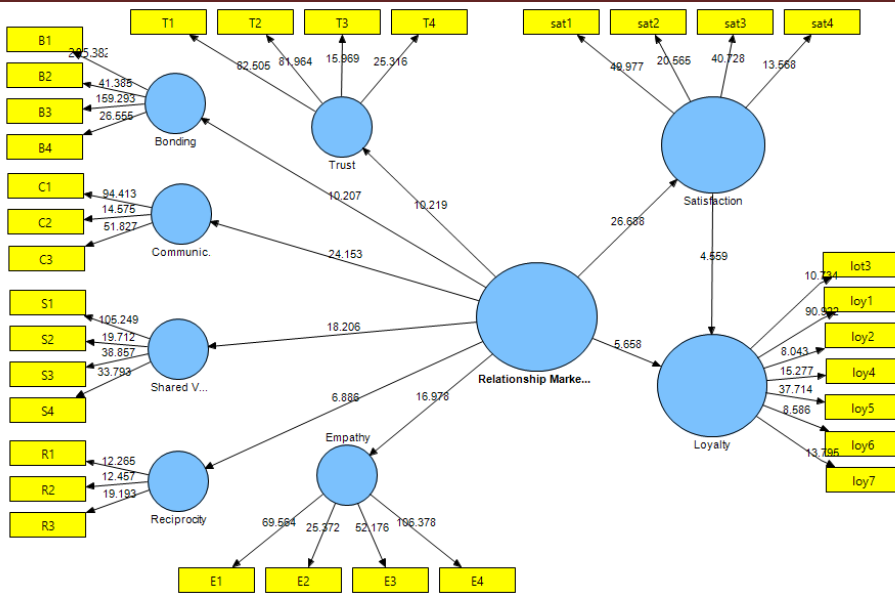 T1
T2
T3
T4
sat1
sat2
sat3
sat4
B1
B2
B3
B4
41.385
159.293
26.555
Bonding
82.505
81.964
15.969
25.316
Trust
49.977
20.565
40.728
13.568
Satisfaction
C1
C2
C3
94.413
14.575
51.827
Communic.
10.207
10.219
24.153
26.688
4.559
S1
S2
S3
S4
105.249
19.712
38.857
33.793
Shared V...
18.206
Relationship Marke...
5.658
lot3
loy1
loy2
loy4
loy5
loy6
loy7
10.734
8.043
15.277
37.714
8.586
13.795
Loyalty
R1
R2
R3
12.265
12.457
19.193
Reciprocity
6.886
16.978
Empathy
69.564
25.372
52.176
106.378
E1
E2
E3
E4